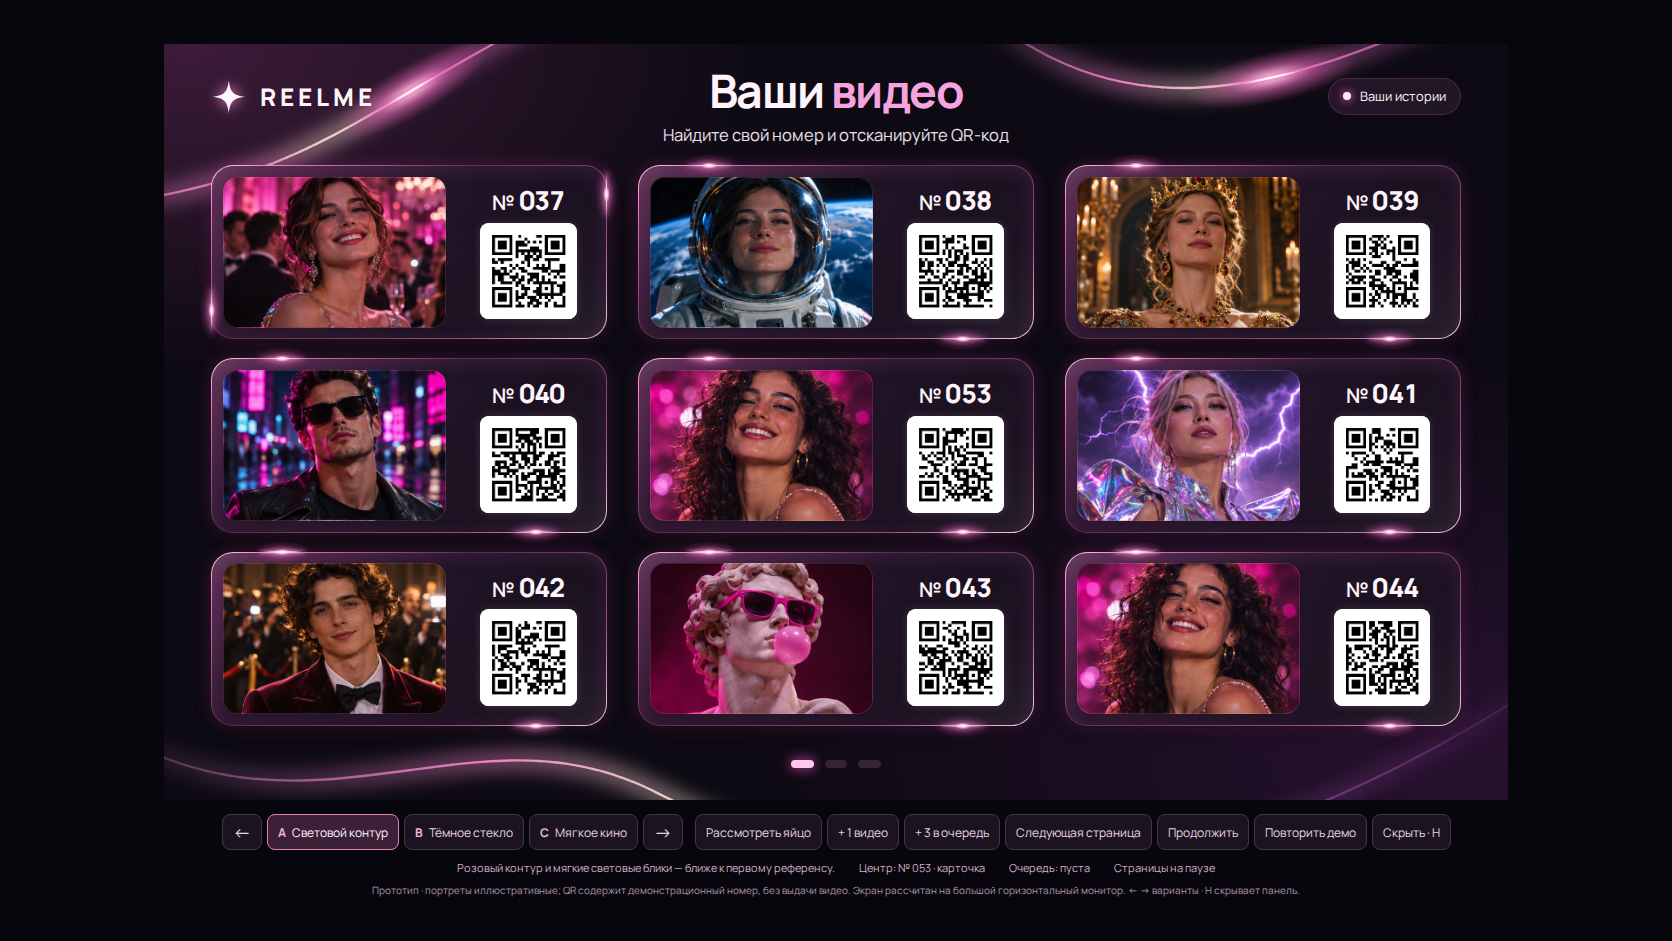 REELME
Ваши видео
Ваши истории
Найдите свой номер и отсканируйте QR-код
№ 037
№ 038
№ 039
№ 040
№ 053
№ 041
№ 042
№ 043
№ 044
← A Световой контур B Тёмное стекло C Мягкое кино → Рассмотреть яйцо + 1 видео + 3 в очередь Следующая страница Продолжить Повторить демо Скрыть · H
Розовый контур и мягкие световые блики — ближе к первому референсу. Центр: № 053 · карточка Очередь: пуста Страницы на паузе
Прототип · портреты иллюстративные; QR содержит демонстрационный номер, без выдачи видео. Экран рассчитан на большой горизонтальный монитор. ← → варианты · H скрывает панель.